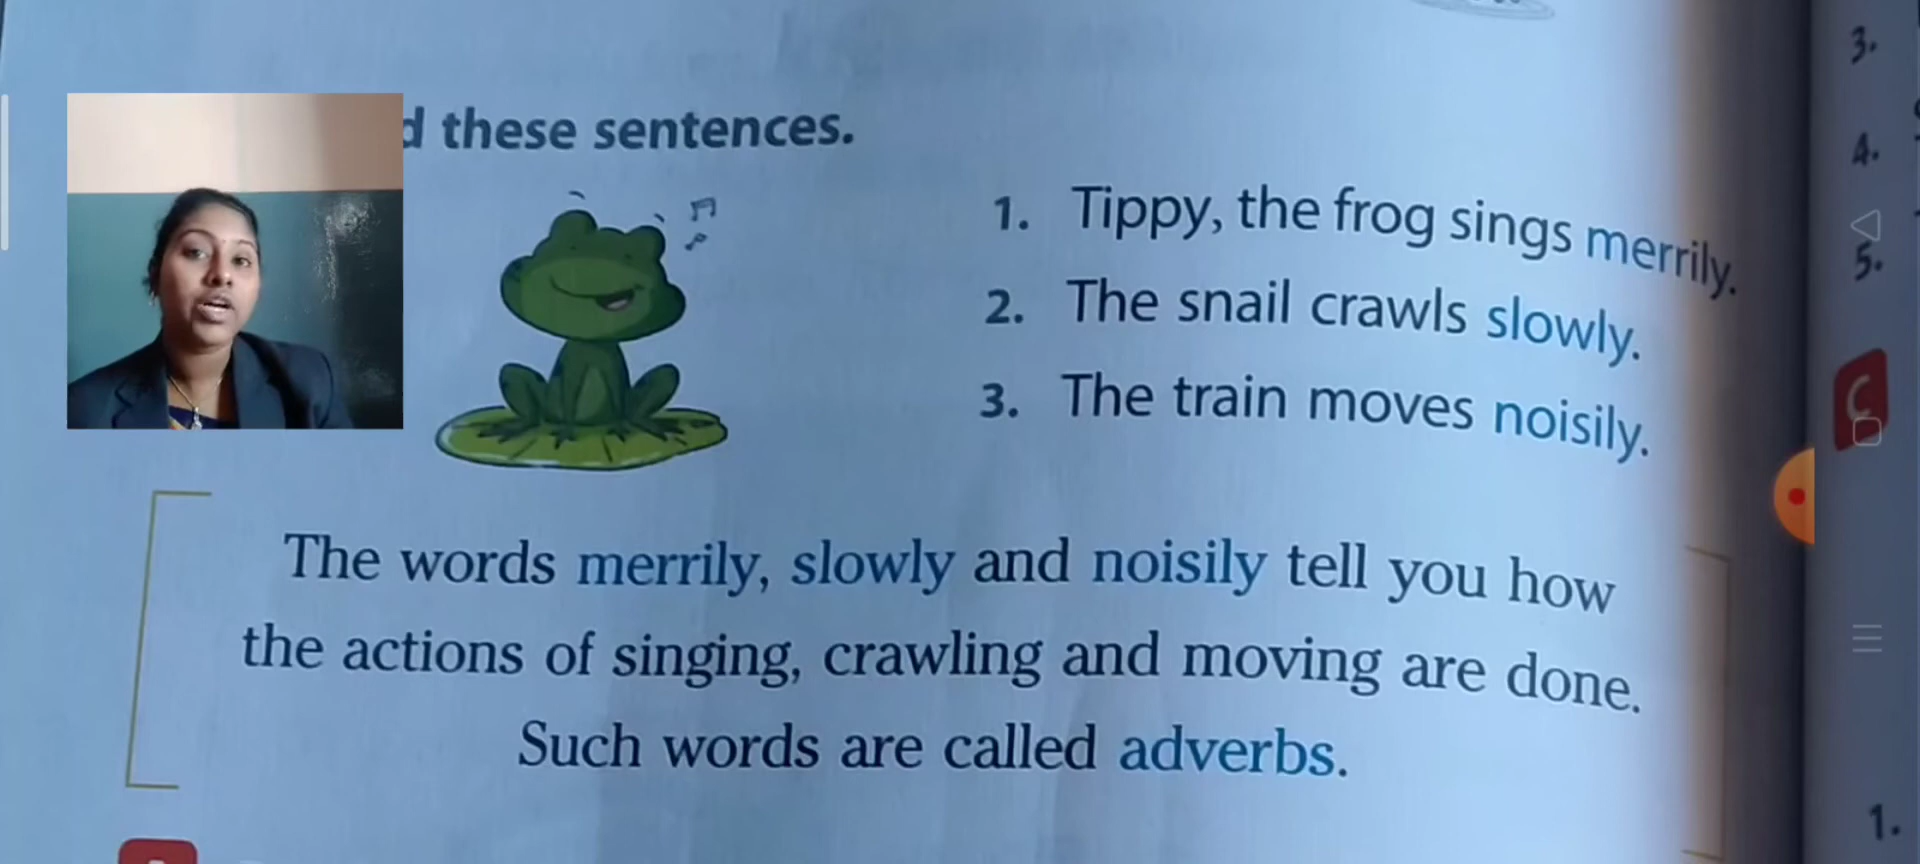 d these sentences.
1. Tippy, the frog sings merrily.
2. The snail crawls slowly.
3. The train moves noisily.
The words merrily, slowly and noisily tell you how
the actions of singing, crawling and moving are done.
Such words are called adverbs.
3.
4.
5.
C
1.